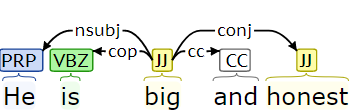 nsubj cop cc conj
PRP VBZ JJ CC JJ
He is big and honest